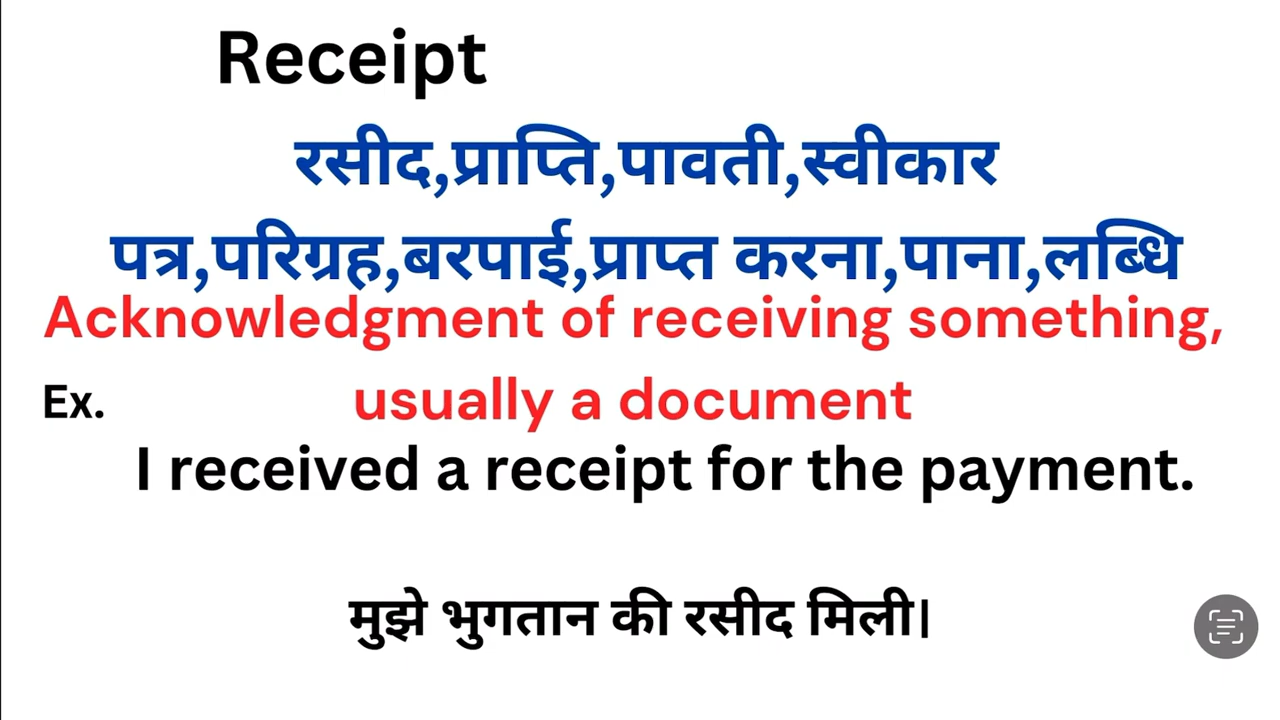 Receipt
रसीद,प्राप्ति,पावती,स्वीकार
पत्र,परिग्रह,बरपाई,प्राप्त करना,पाना,लब्धि
Acknowledgment of receiving something,
usually a document
Ex.
I received a receipt for the payment.
मुझे भुगतान की रसीद मिली।